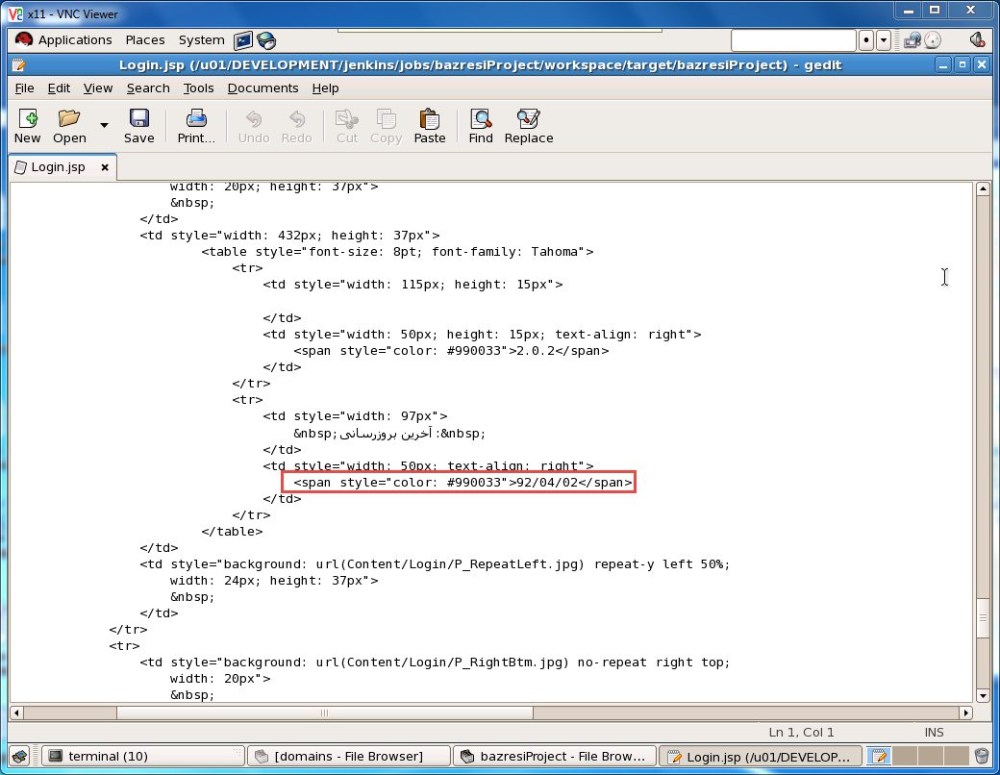 x11 - VNC Viewer
Applications Places System
Login.jsp (/u01/DEVELOPMENT/jenkins/jobs/bazresiProject/workspace/target/bazresiProject) - gedit
File Edit View Search Tools Documents Help
New Open Save Print... Undo Redo Cut Copy Paste Find Replace
Login.jsp
width: 20px; height: 37px">
&nbsp;
</td>
<td style="width: 432px; height: 37px">
<table style="font-size: 8pt; font-family: Tahoma">
<tr>
<td style="width: 115px; height: 15px">
</td>
<td style="width: 50px; height: 15px; text-align: right">
<span style="color: #990033">2.0.2</span>
</td>
</tr>
<tr>
<td style="width: 97px">
&nbsp;آخرین بروزرسانی :&nbsp;
</td>
<td style="width: 50px; text-align: right">
<span style="color: #990033">92/04/02</span>
</td>
</tr>
</table>
</td>
<td style="background: url(Content/Login/P_RepeatLeft.jpg) repeat-y left 50%;
width: 24px; height: 37px">
&nbsp;
</td>
</tr>
<tr>
<td style="background: url(Content/Login/P_RightBtm.jpg) no-repeat right top;
width: 20px">
&nbsp;
Ln 1, Col 1 INS
terminal (10) [domains - File Browser] bazresiProject - File Brow... Login.jsp (/u01/DEVELOP...